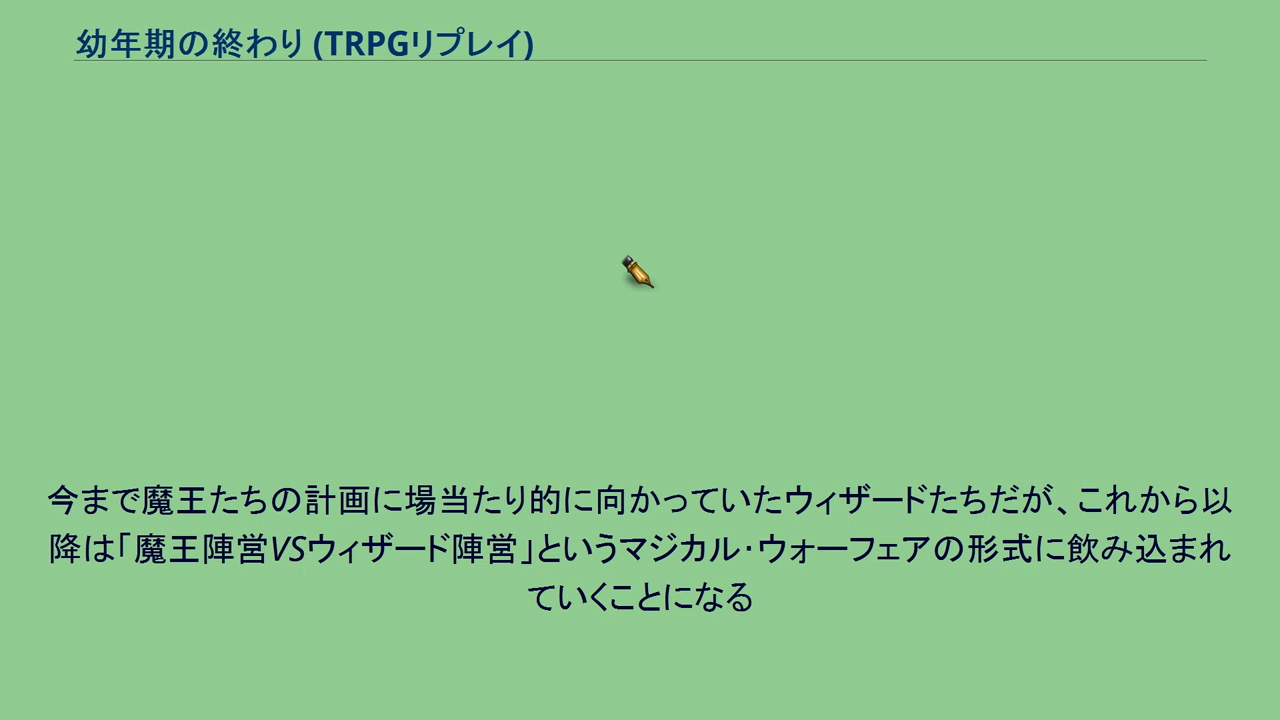 幼年期の終わり (TRPGリプレイ)
今まで魔王たちの計画に場当たり的に向かっていたウィザードたちだが、これから以
降は「魔王陣営VSウィザード陣営」というマジカル・ウォーフェアの形式に飲み込まれ
ていくことになる